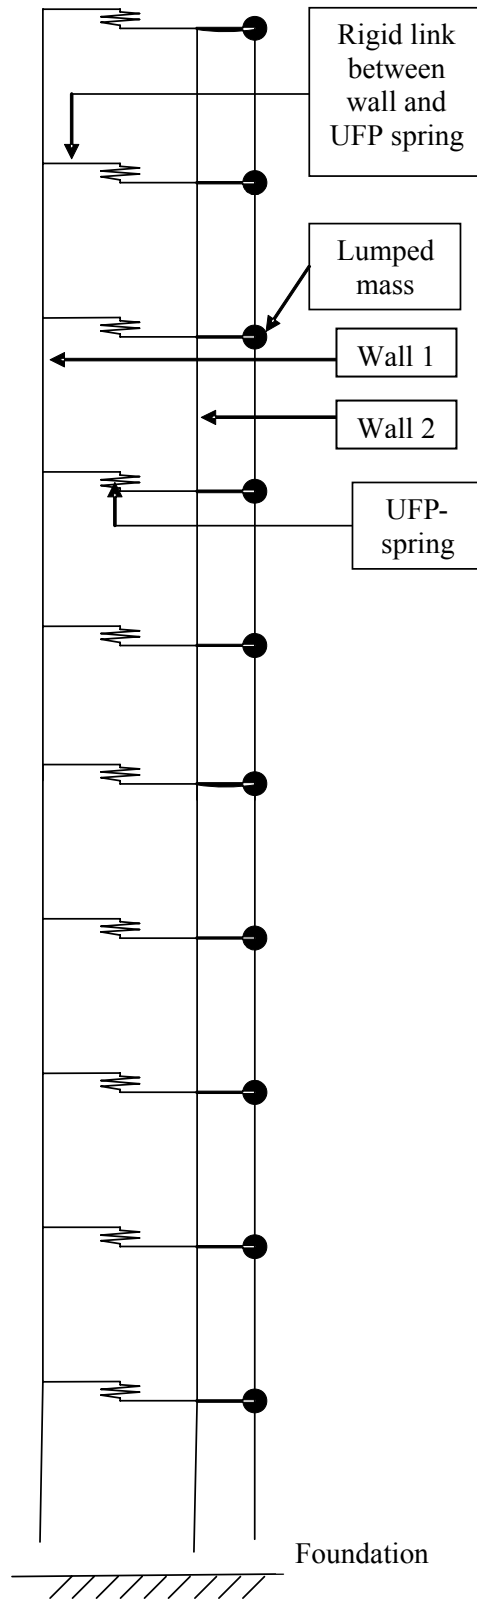 Rigid link
between
wall and
UFP spring
Lumped
mass
Wall 1
Wall 2
UFP-
spring
Foundation